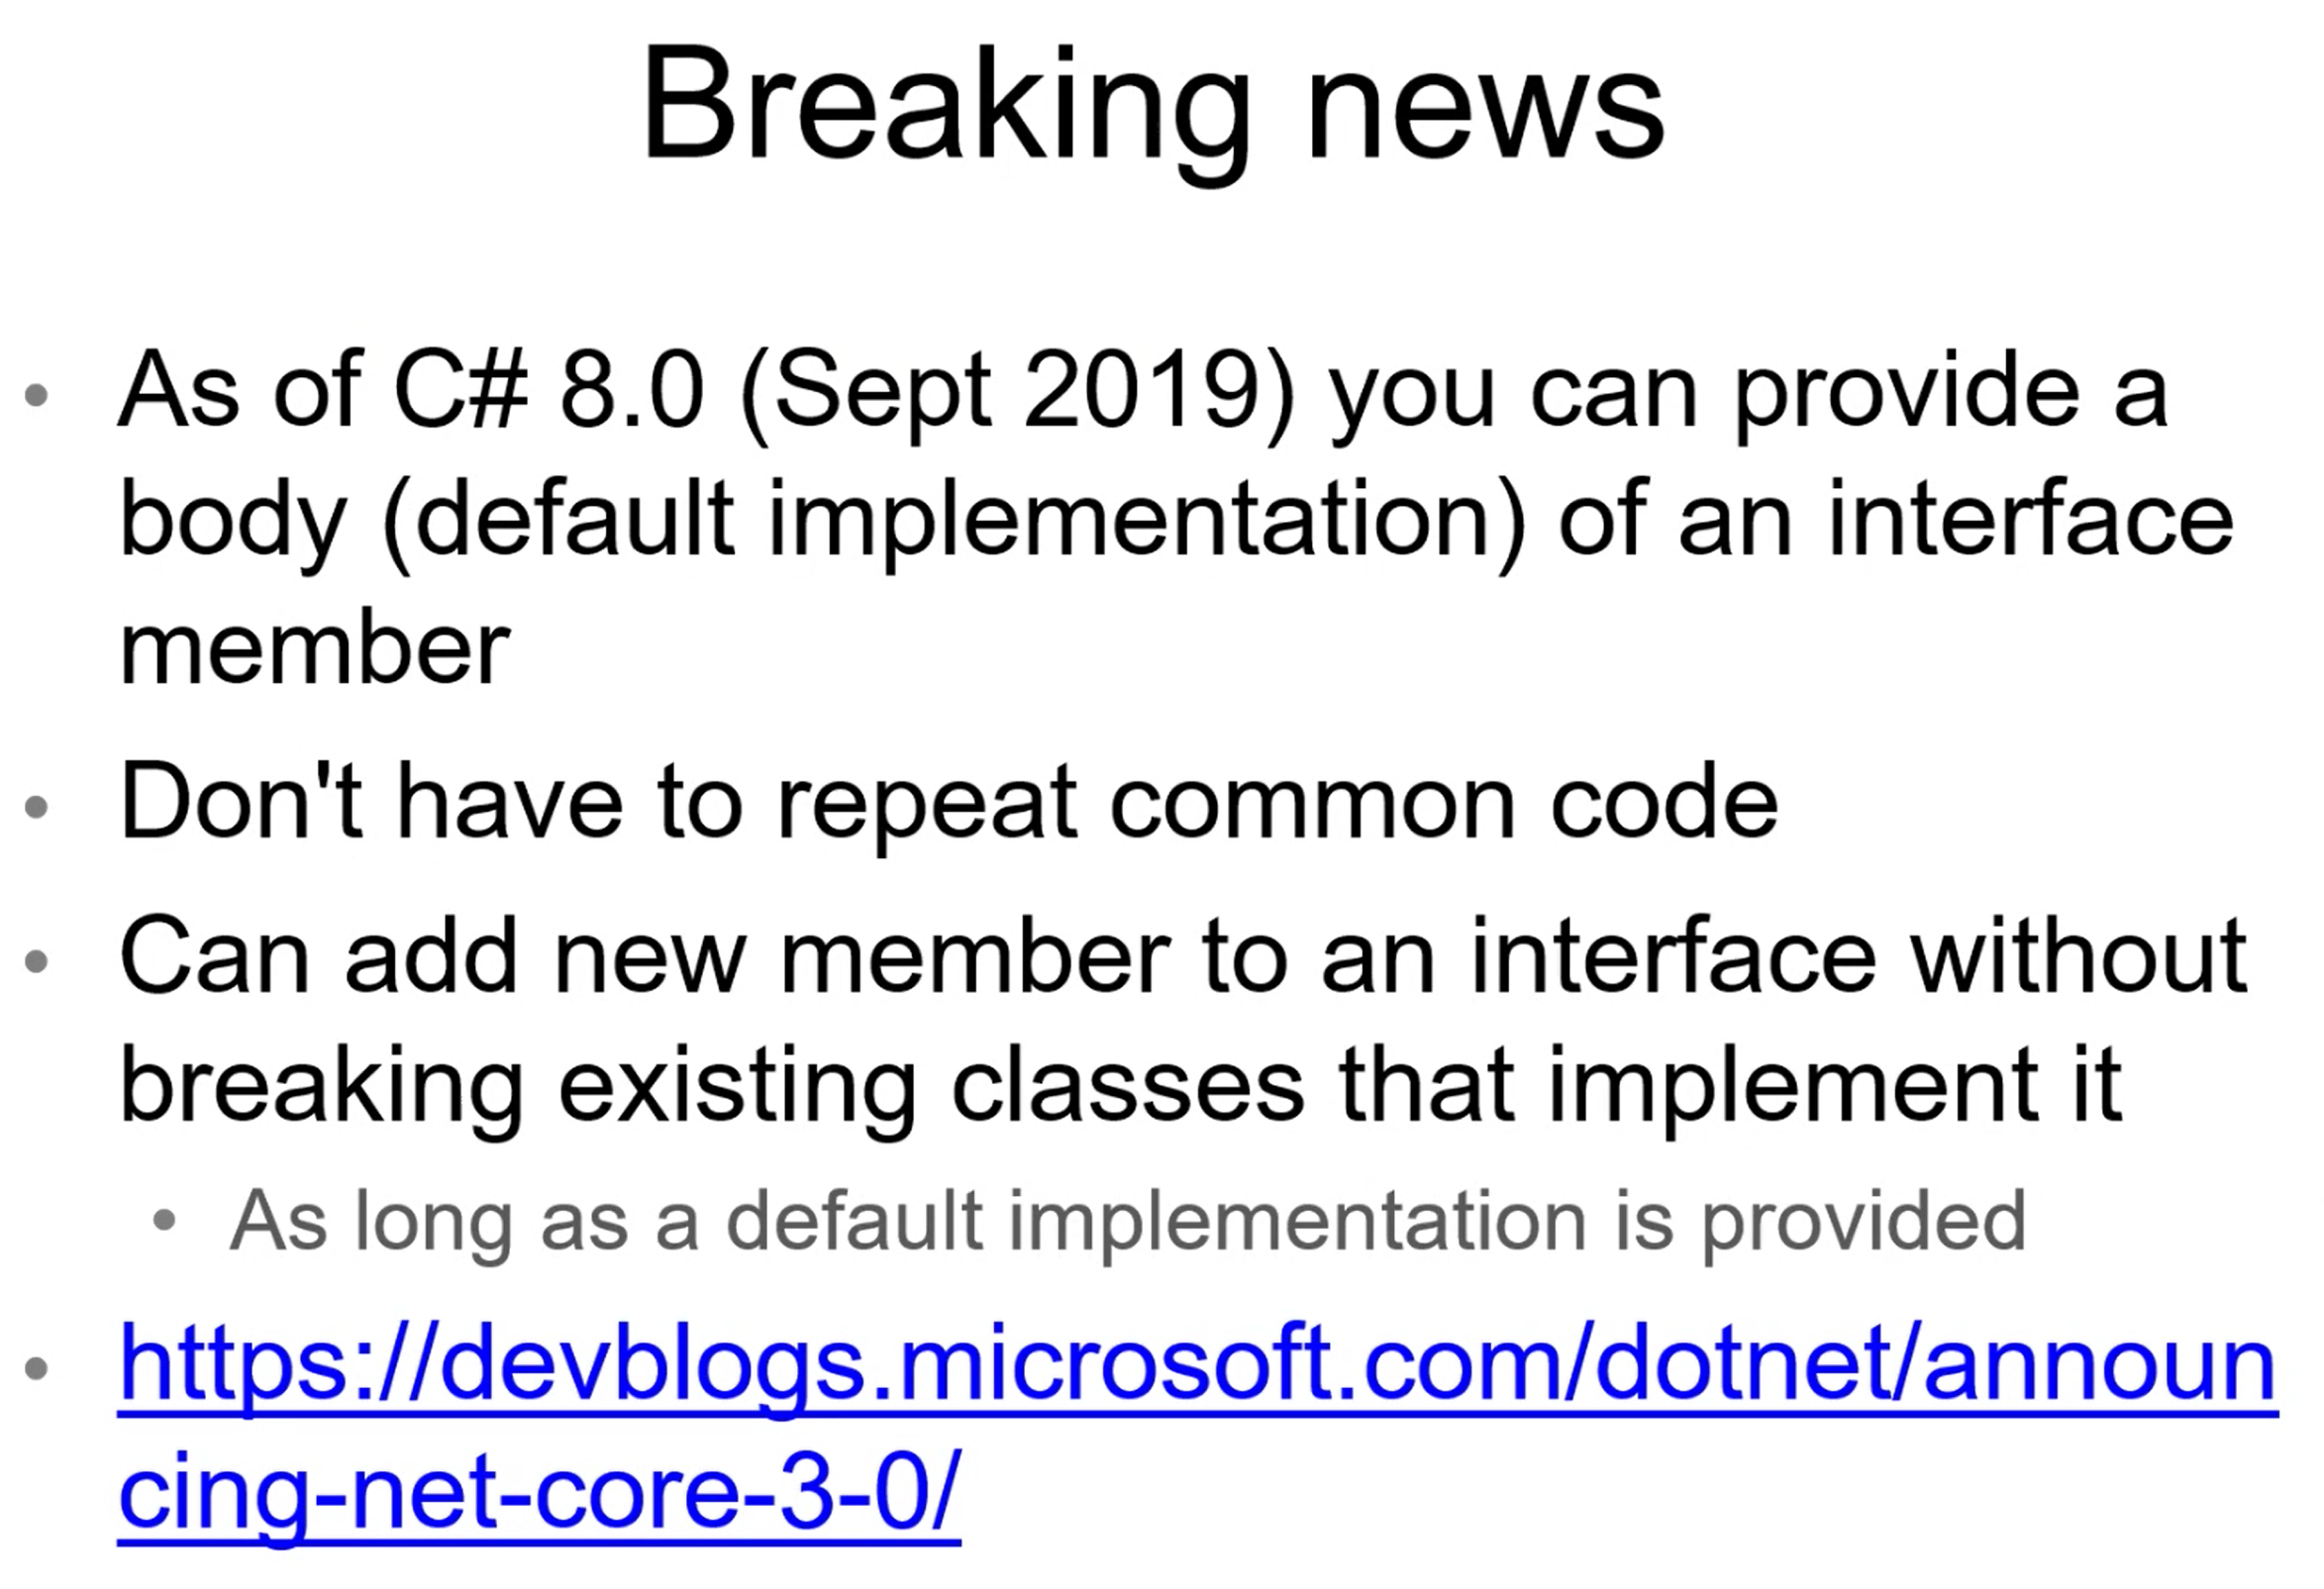 Breaking news
• As of C# 8.0 (Sept 2019) you can provide a
body (default implementation) of an interface
member
• Don't have to repeat common code
• Can add new member to an interface without
breaking existing classes that implement it
• As long as a default implementation is provided
• https://devblogs.microsoft.com/dotnet/announ
cing-net-core-3-0/